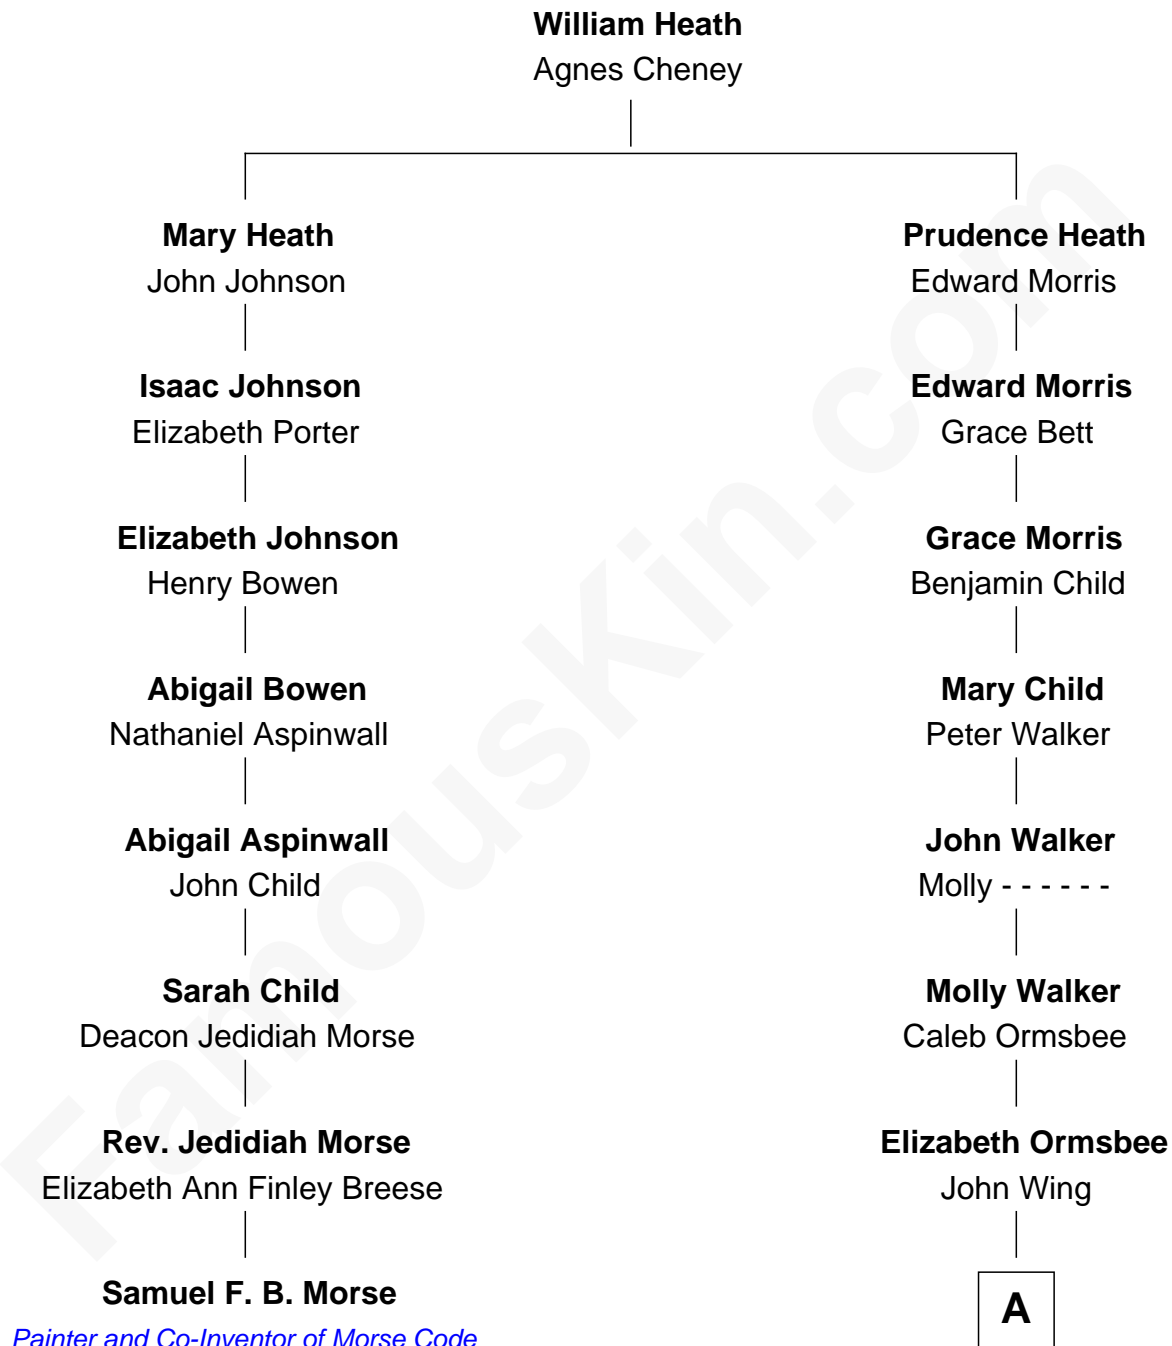 William Heath
Agnes Cheney
Mary Heath
John Johnson
Prudence Heath
Edward Morris
Isaac Johnson
Elizabeth Porter
Edward Morris
Grace Bett
Elizabeth Johnson
Henry Bowen
Grace Morris
Benjamin Child
Abigail Bowen
Nathaniel Aspinwall
Mary Child
Peter Walker
Abigail Aspinwall
John Child
John Walker
Molly - - - - - -
Sarah Child
Deacon Jedidiah Morse
Molly Walker
Caleb Ormsbee
Rev. Jedidiah Morse
Elizabeth Ann Finley Breese
Elizabeth Ormsbee
John Wing
Samuel F. B. Morse
Painter and Co-Inventor of Morse Code
A
FamousKin.com